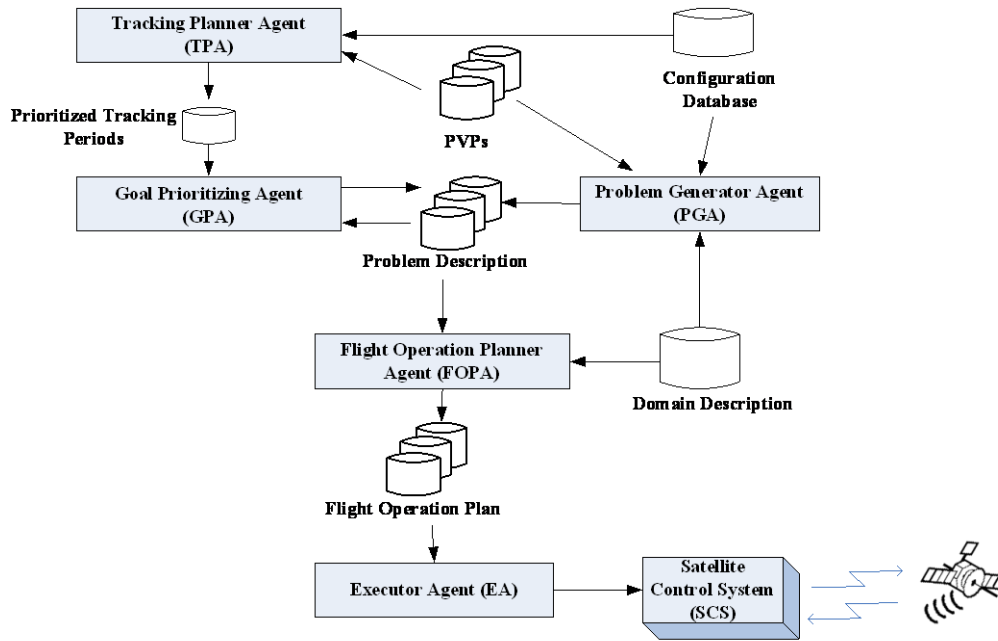 Tracking Planner Agent
(TPA)
Configuration
Database
Prioritized Tracking
Periods
PVPs
Goal Prioritizing Agent
(GPA)
Problem Generator Agent
(PGA)
Problem Description
Flight Operation Planner
Agent (FOPA)
Domain Description
Flight Operation Plan
Executor Agent (EA)
Satellite
Control System
(SCS)